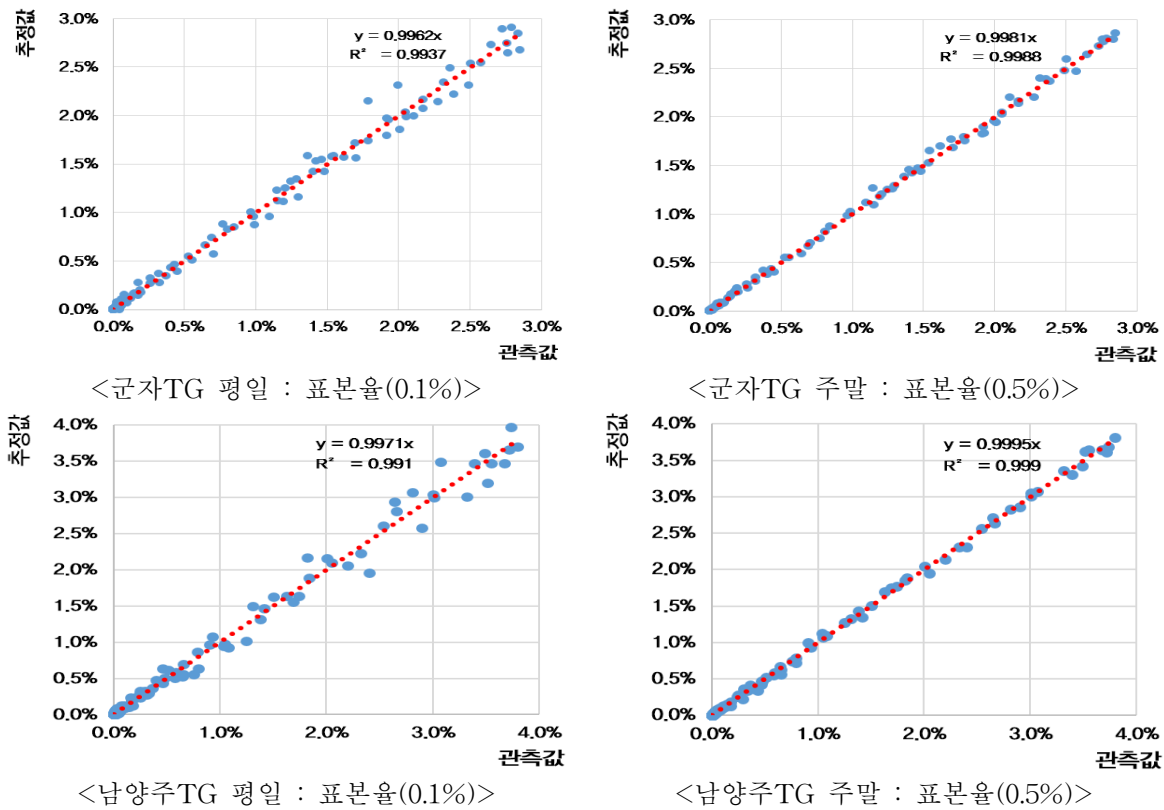 추정값
3.0%
2.5%
2.0%
1.5%
1.0%
0.5%
0.0%
y = 0.9962x
R² = 0.9937
0.0% 0.5% 1.0% 1.5% 2.0% 2.5% 3.0%
관측값
<군자TG 평일 : 표본율(0.1%)>
추정값
3.0%
2.5%
2.0%
1.5%
1.0%
0.5%
0.0%
y = 0.9981x
R² = 0.9988
0.0% 0.5% 1.0% 1.5% 2.0% 2.5% 3.0%
관측값
<군자TG 주말 : 표본율(0.5%)>
추정값
4.0%
3.5%
3.0%
2.5%
2.0%
1.5%
1.0%
0.5%
0.0%
y = 0.9971x
R² = 0.991
0.0% 1.0% 2.0% 3.0% 4.0%
관측값
<남양주TG 평일 : 표본율(0.1%)>
추정값
4.0%
3.5%
3.0%
2.5%
2.0%
1.5%
1.0%
0.5%
0.0%
y = 0.9995x
R² = 0.999
0.0% 1.0% 2.0% 3.0% 4.0%
관측값
<남양주TG 주말 : 표본율(0.5%)>